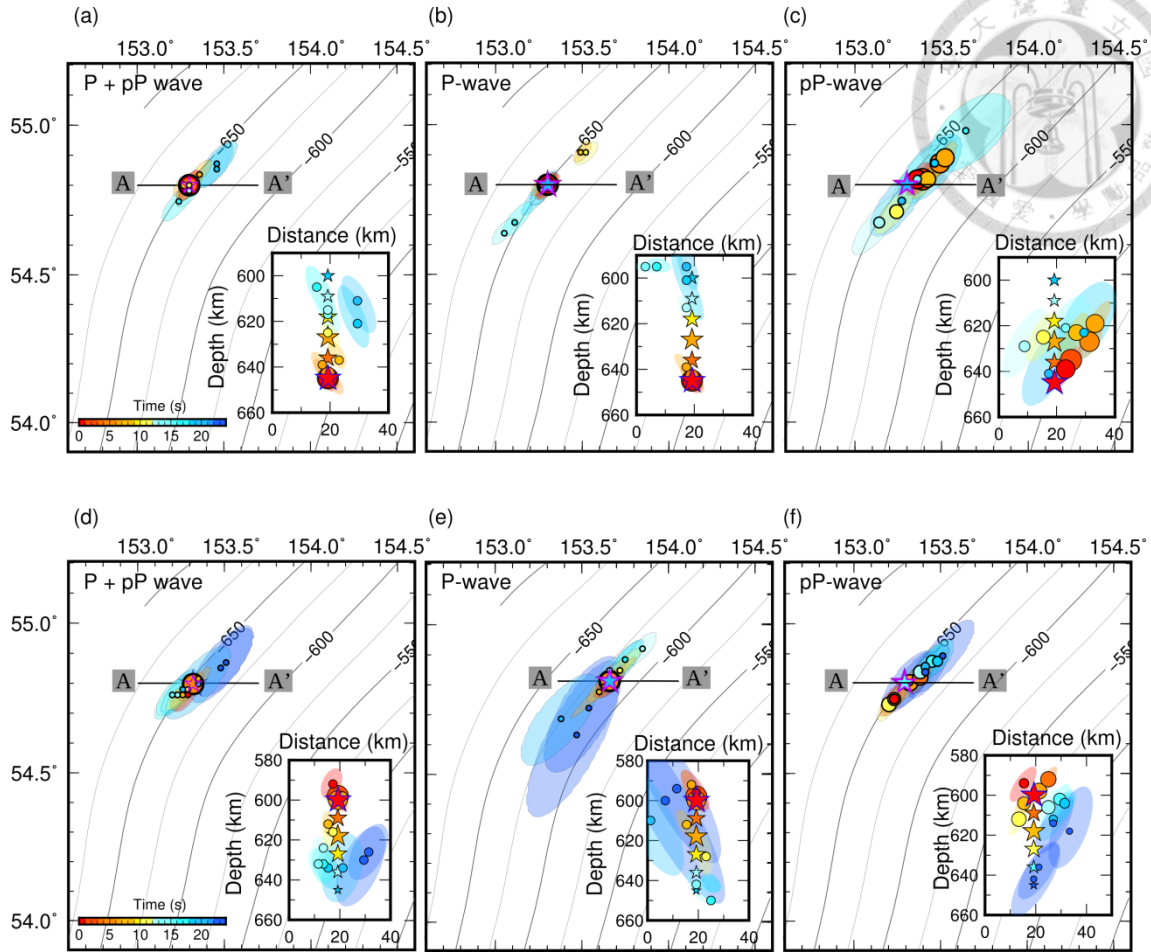 (a) (b) (c)
153.0° 153.5° 154.0° 154.5°
153.0° 153.5° 154.0° 154.5°
153.0° 153.5° 154.0° 154.5°
P + pP wave
P-wave
pP-wave
55.0°
54.5°
54.0°
-650
-600
A A'
Distance (km)
Depth (km)
600
620
640
660
0 20 40
Time (s)
0 5 10 15 20
-650
-600
A A'
Distance (km)
Depth (km)
600
620
640
660
0 20 40
-650
-600
A A'
Distance (km)
Depth (km)
600
620
640
660
0 20 40
(d) (e) (f)
153.0° 153.5° 154.0° 154.5°
153.0° 153.5° 154.0° 154.5°
153.0° 153.5° 154.0° 154.5°
P + pP wave
P-wave
pP-wave
55.0°
54.5°
54.0°
-650
-600
A A'
Distance (km)
Depth (km)
580
600
620
640
660
0 20 40
Time (s)
0 5 10 15 20
-650
-600
A A'
Distance (km)
Depth (km)
580
600
620
640
660
0 20 40
-650
-600
A A'
Distance (km)
Depth (km)
580
600
620
640
660
0 20 40